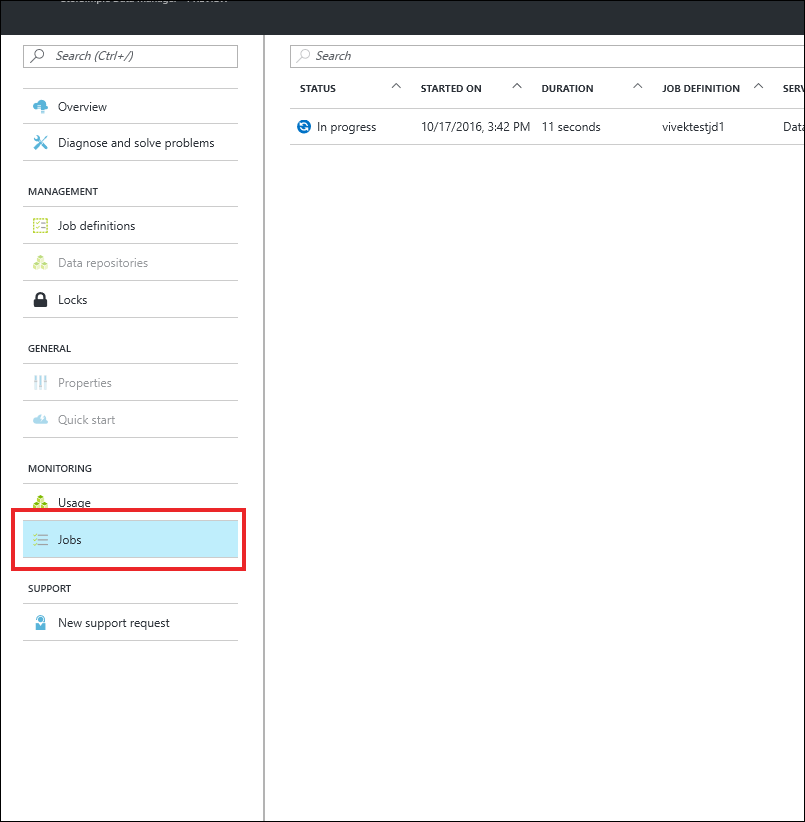 Search (Ctrl+/)
Overview
Diagnose and solve problems
MANAGEMENT
Job definitions
Data repositories
Locks
GENERAL
Properties
Quick start
MONITORING
Usage
Jobs
SUPPORT
New support request
Search
STATUS STARTED ON DURATION JOB DEFINITION SERV
In progress 10/17/2016, 3:42 PM 11 seconds vivektestjd1 Data